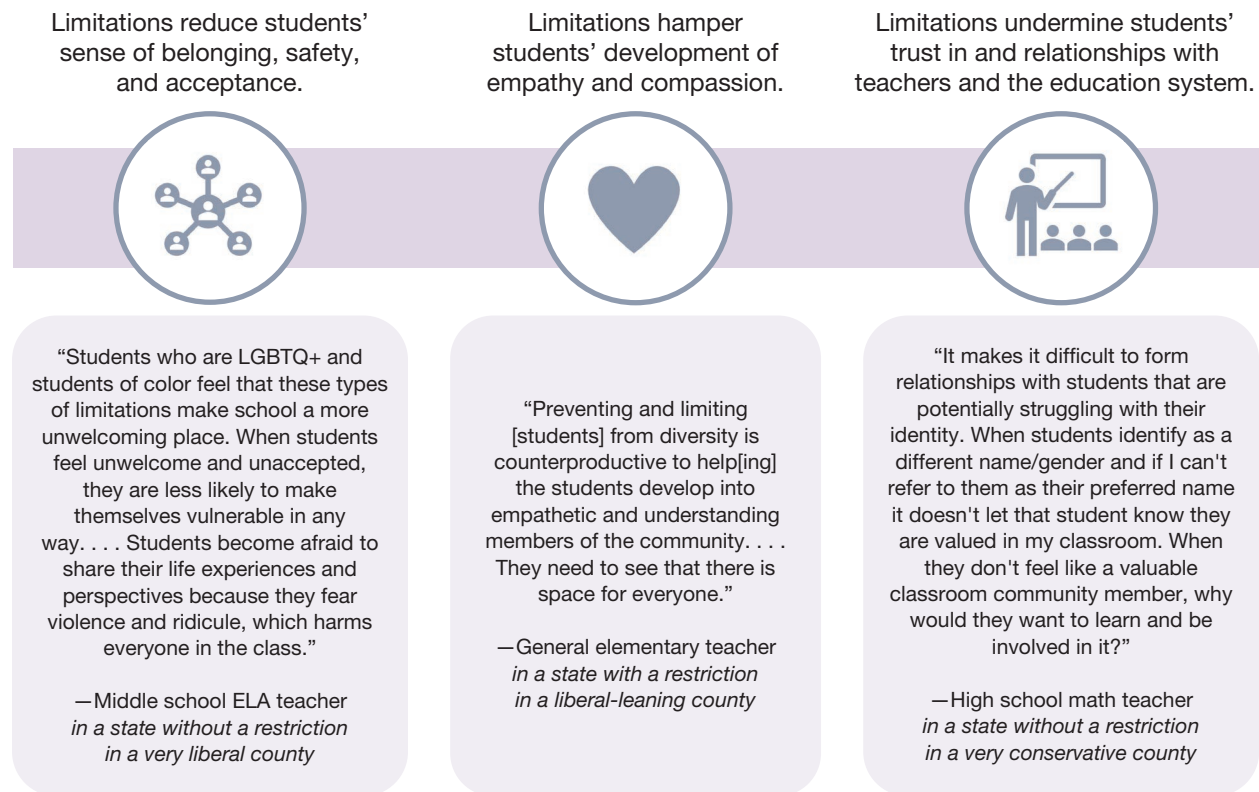 Limitations reduce students’
sense of belonging, safety,
and acceptance.
Limitations hamper
students’ development of
empathy and compassion.
Limitations undermine students’
trust in and relationships with
teachers and the education system.
“Students who are LGBTQ+ and
students of color feel that these types
of limitations make school a more
unwelcoming place. When students
feel unwelcome and unaccepted,
they are less likely to make
themselves vulnerable in any
way. . . . Students become afraid to
share their life experiences and
perspectives because they fear
violence and ridicule, which harms
everyone in the class.”
—Middle school ELA teacher
in a state without a restriction
in a very liberal county
“Preventing and limiting
[students] from diversity is
counterproductive to help[ing]
the students develop into
empathetic and understanding
members of the community. . . .
They need to see that there is
space for everyone.”
—General elementary teacher
in a state with a restriction
in a liberal-leaning county
“It makes it difficult to form
relationships with students that are
potentially struggling with their
identity. When students identify as a
different name/gender and if I can't
refer to them as their preferred name
it doesn't let that student know they
are valued in my classroom. When
they don't feel like a valuable
classroom community member, why
would they want to learn and be
involved in it?”
—High school math teacher
in a state without a restriction
in a very conservative county